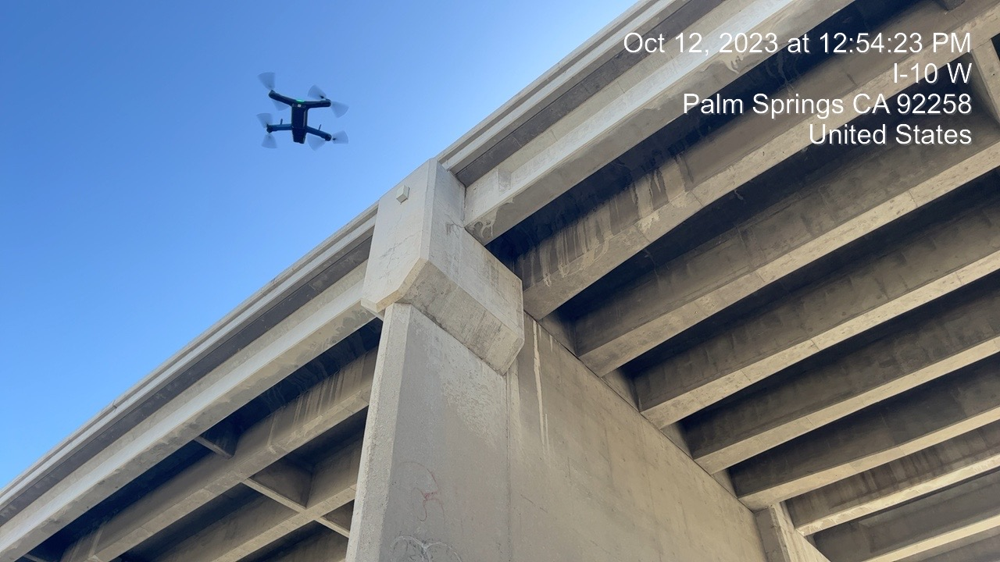 Oct 12, 2023 at 12:54:23 PM
I-10 W
Palm Springs CA 92258
United States